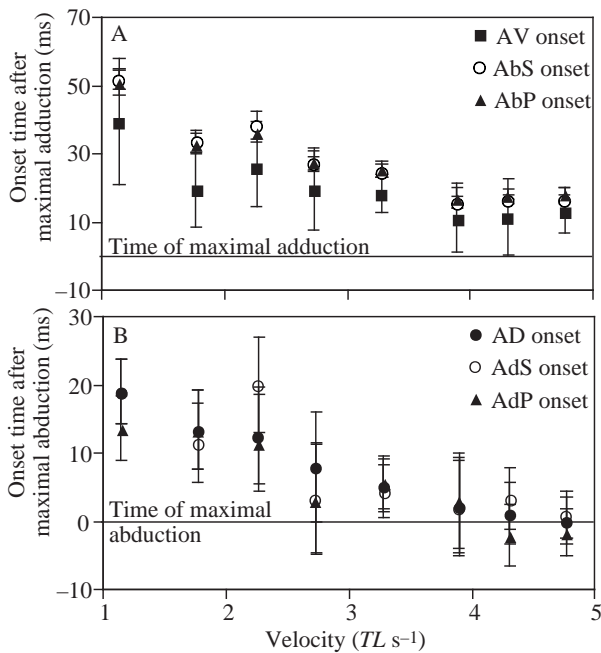 A
AV onset
AbS onset
AbP onset
Onset time after
maximal adduction (ms)
70
50
30
10
–10
Time of maximal adduction
B
AD onset
AdS onset
AdP onset
Onset time after
maximal abduction (ms)
30
20
10
0
–10
Time of maximal
abduction
1 2 3 4 5
Velocity (TL s–1)